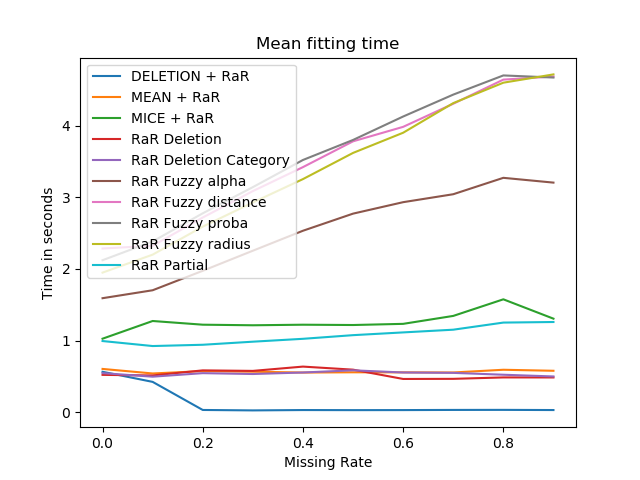 Mean fitting time
DELETION + RaR
MEAN + RaR
MICE + RaR
RaR Deletion
RaR Deletion Category
RaR Fuzzy alpha
RaR Fuzzy distance
RaR Fuzzy proba
RaR Fuzzy radius
RaR Partial
Time in seconds
4
3
2
1
0
0.0 0.2 0.4 0.6 0.8
Missing Rate